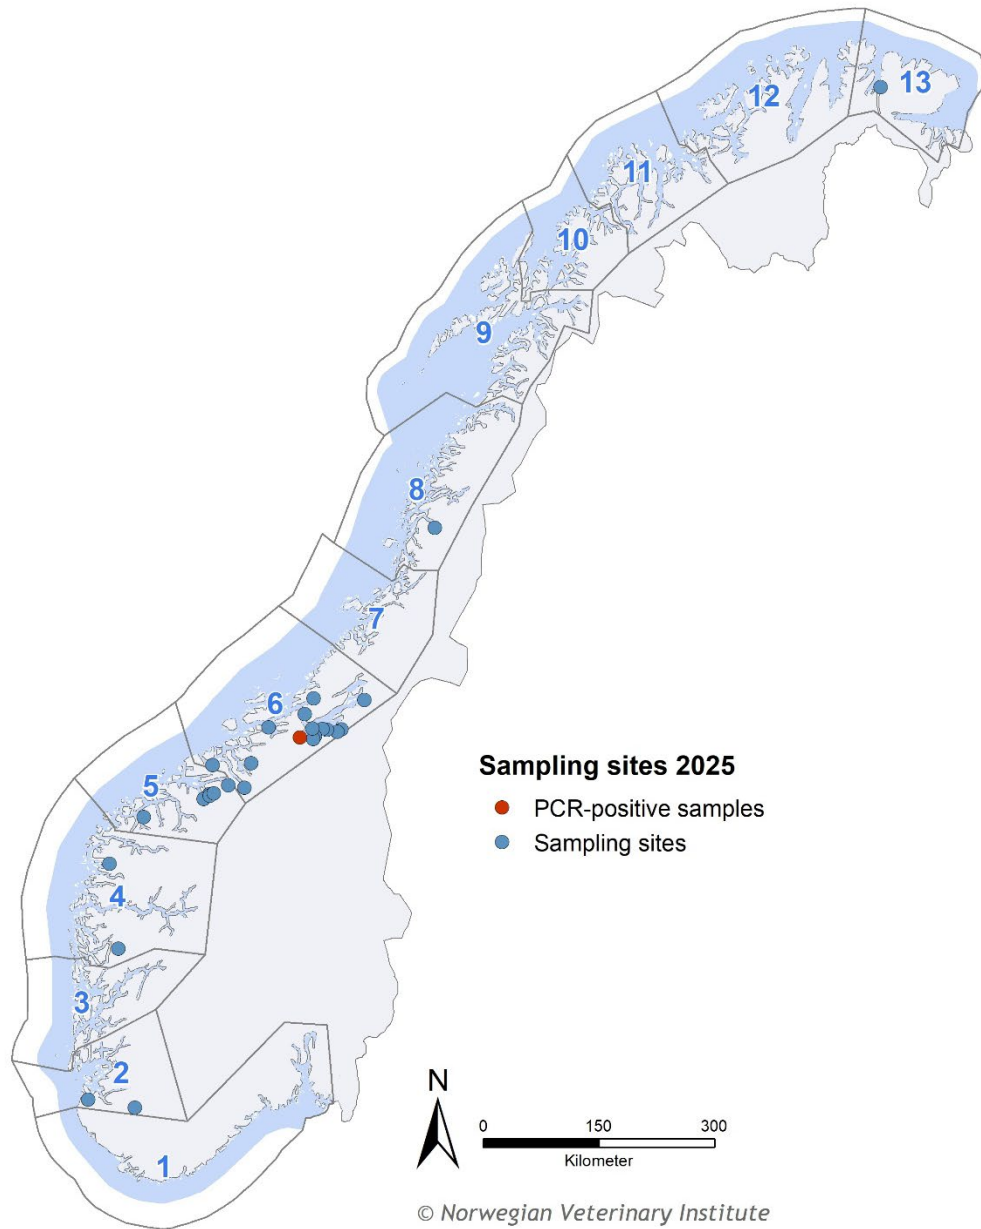 13
12
11
10
9
8
7
6
5
4
3
2
1
Sampling sites 2025
PCR-positive samples
Sampling sites
N
0 150 300
Kilometer
© Norwegian Veterinary Institute